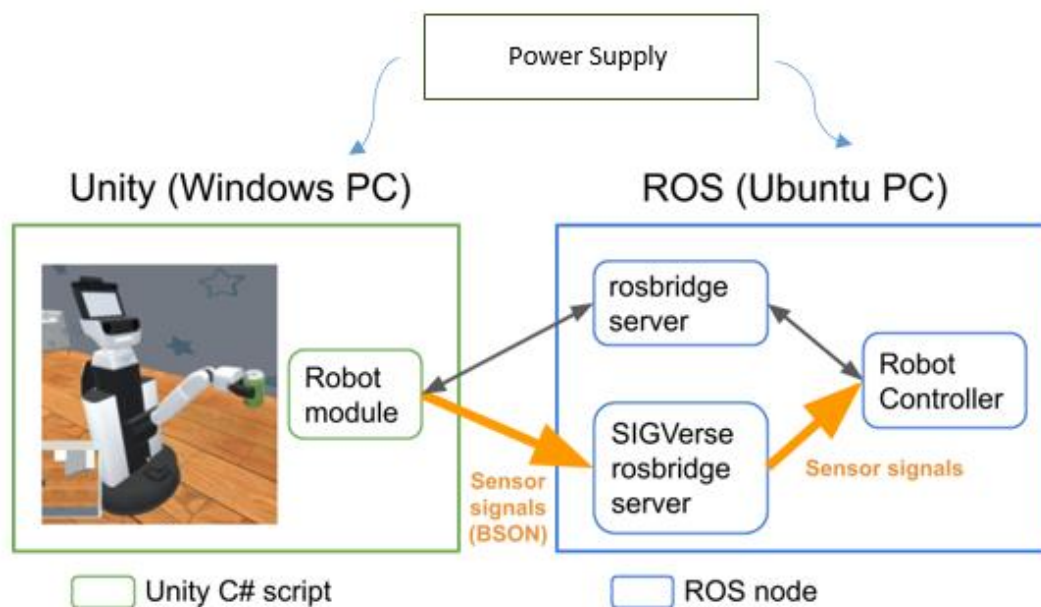 Power Supply
Unity (Windows PC)
ROS (Ubuntu PC)
Robot
module
rosbridge
server
SIGVerse
rosbridge
server
Robot
Controller
Sensor
signals
(BSON)
Sensor signals
Unity C# script
ROS node